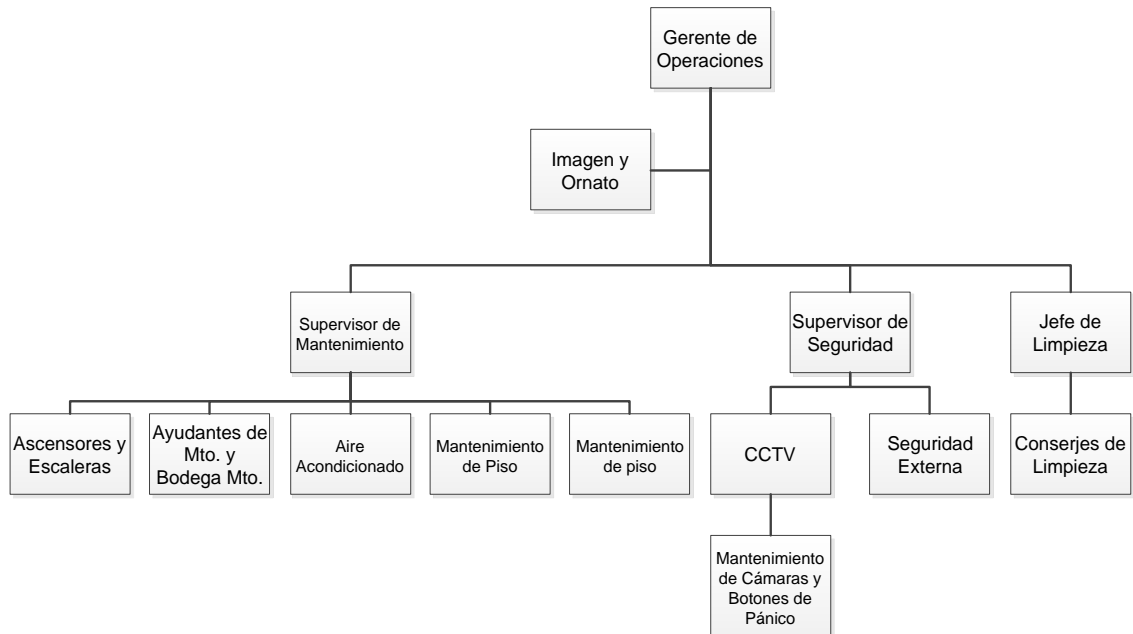 Gerente de
Operaciones
Imagen y
Ornato
Supervisor de
Mantenimiento
Supervisor de
Seguridad
Jefe de
Limpieza
Ascensores y
Escaleras
Ayudantes de
Mto. y
Bodega Mto.
Aire
Acondicionado
Mantenimiento
de Piso
Mantenimiento
de piso
CCTV
Seguridad
Externa
Conserjes de
Limpieza
Mantenimiento
de Cámaras y
Botones de
Pánico